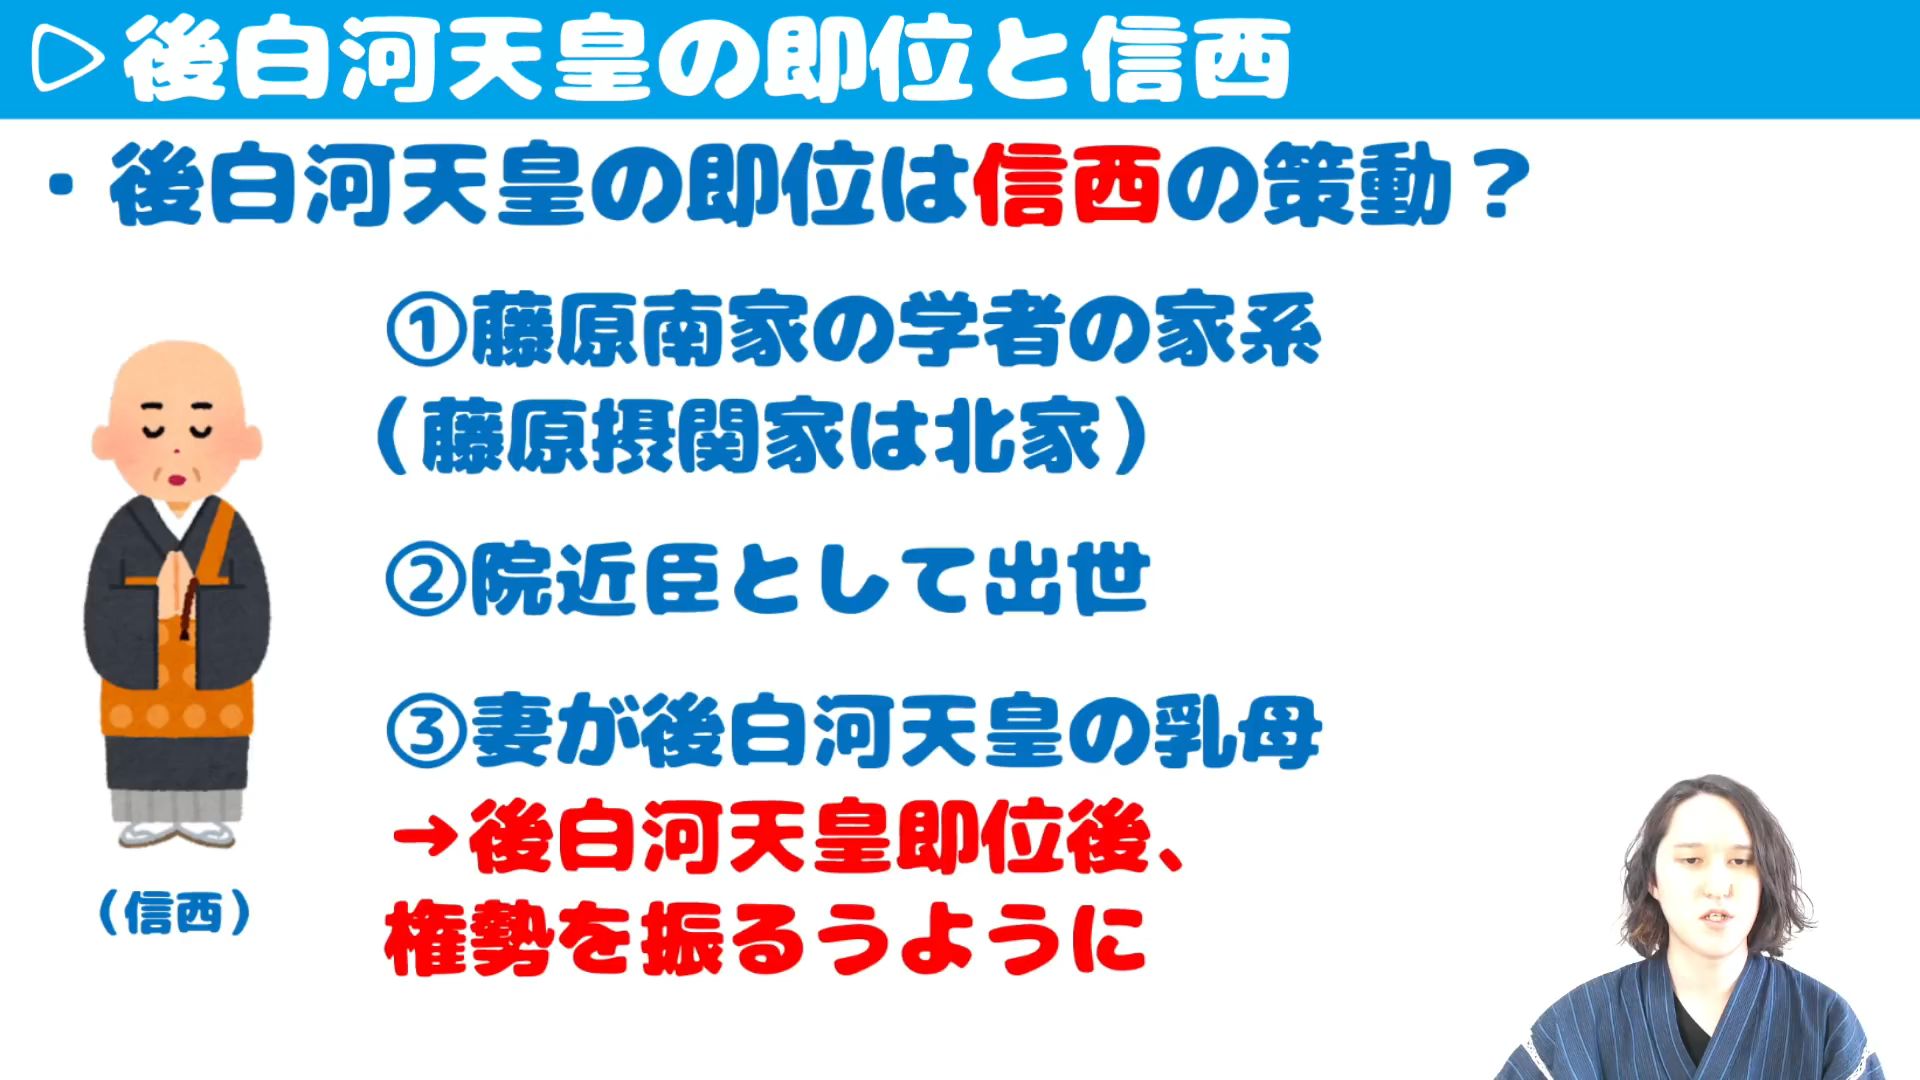 ▷後白河天皇の即位と信西
・後白河天皇の即位は信西の策動？
①藤原南家の学者の家系
（藤原摂関家は北家）
②院近臣として出世
③妻が後白河天皇の乳母
→後白河天皇即位後、
権勢を振るうように
（信西）